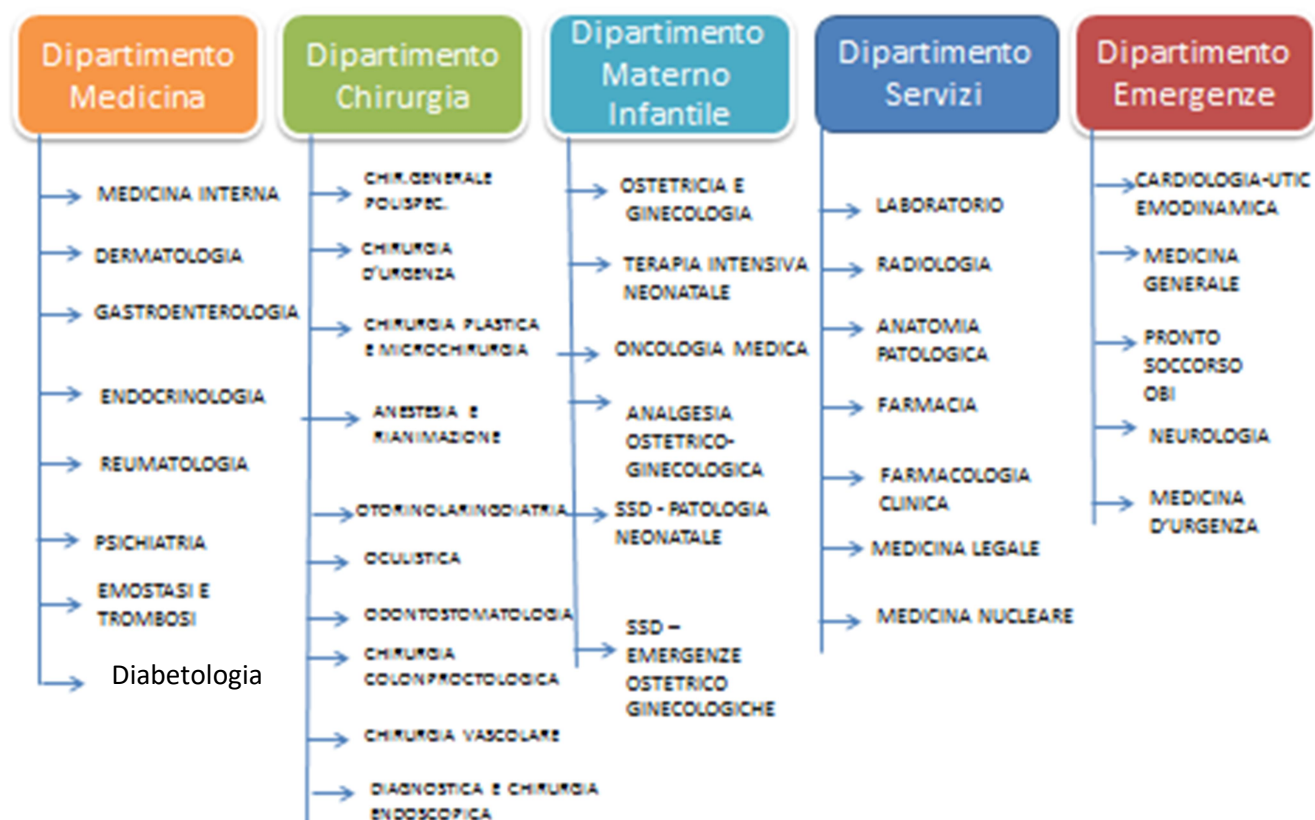 Dipartimento
Medicina
MEDICINA INTERNA
DERMATOLOGIA
GASTROENTEROLOGIA
ENDOCRINOLOGIA
REUMATOLOGIA
PSICHIATRIA
EMOSTASI E
TROMBOSI
Diabetologia
Dipartimento
Chirurgia
CHIR.GENERALE
POLISPEC.
CHIRURGIA
D'URGENZA
CHIRURGIA PLASTICA
E MICROCHIRURGIA
ANESTESIA E
RIANIMAZIONE
OTORINOLARINGOIATRIA
OCULISTICA
ODONTOSTOMATOLOGIA
CHIRURGIA
COLONPROCTOLOGICA
CHIRURGIA VASCOLARE
DIAGNOSTICA E CHIRURGIA
ENDOSCOPICA
Dipartimento
Materno
Infantile
OSTETRICIA E
GINECOLOGIA
TERAPIA INTENSIVA
NEONATALE
ONCOLOGIA MEDICA
ANALGESIA
OSTETRICO-
GINECOLOGICA
SSD - PATOLOGIA
NEONATALE
SSD –
EMERGENZE
OSTETRICO
GINECOLOGICHE
Dipartimento
Servizi
LABORATORIO
RADIOLOGIA
ANATOMIA
PATOLOGICA
FARMACIA
FARMACOLOGIA
CLINICA
MEDICINA LEGALE
MEDICINA NUCLEARE
Dipartimento
Emergenze
CARDIOLOGIA-UTIC
EMODINAMICA
MEDICINA
GENERALE
PRONTO
SOCCORSO
OBI
NEUROLOGIA
MEDICINA
D'URGENZA